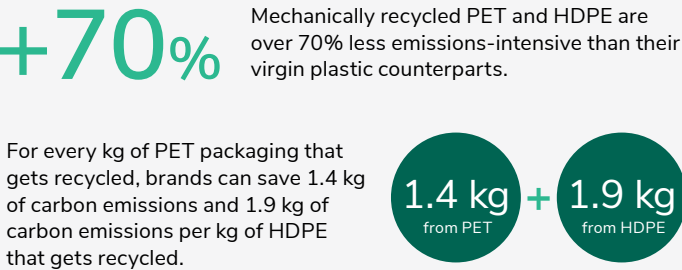 +70%
Mechanically recycled PET and HDPE are
over 70% less emissions-intensive than their
virgin plastic counterparts.
For every kg of PET packaging that
gets recycled, brands can save 1.4 kg
of carbon emissions and 1.9 kg of
carbon emissions per kg of HDPE
that gets recycled.
1.4 kg
from PET
+
1.9 kg
from HDPE